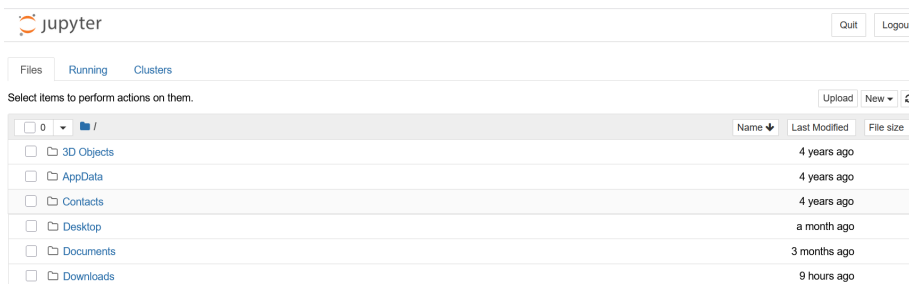 jupyter Quit Logou
Files Running Clusters
Select items to perform actions on them. Upload New
0 / Name Last Modified File size
3D Objects 4 years ago
AppData 4 years ago
Contacts 4 years ago
Desktop a month ago
Documents 3 months ago
Downloads 9 hours ago